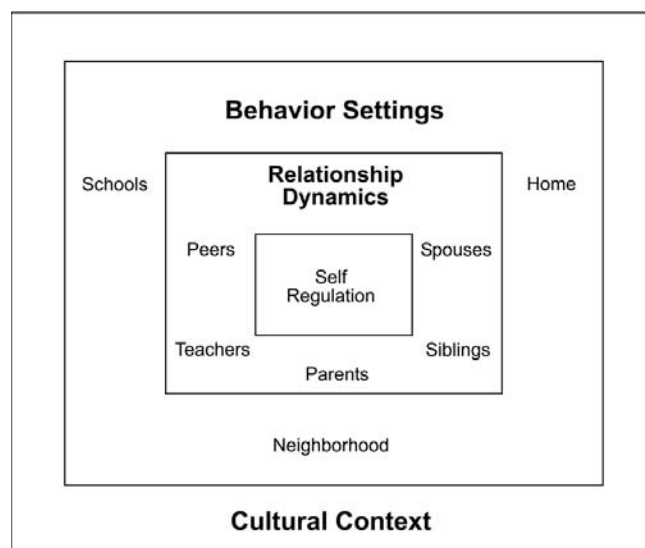 Behavior Settings
Schools
Relationship
Dynamics
Home
Peers
Spouses
Self
Regulation
Teachers
Siblings
Parents
Neighborhood
Cultural Context